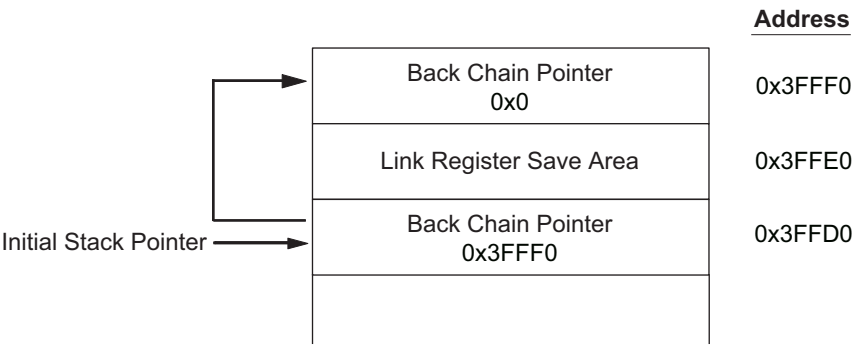 Address
Back Chain Pointer
0x0
0x3FFF0
Link Register Save Area
0x3FFE0
Back Chain Pointer
0x3FFF0
0x3FFD0
Initial Stack Pointer